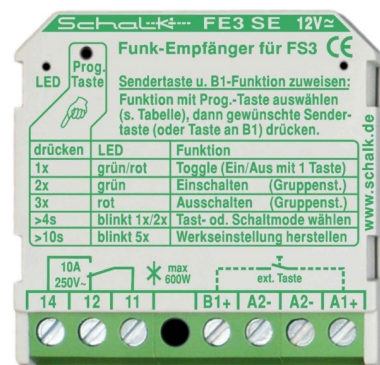 Schalk FE3 SE 12V≃
Funk-Empfänger für FS3 CE
LED Prog. Taste
Sendertaste u. B1-Funktion zuweisen:
Funktion mit Prog.-Taste auswählen
(s. Tabelle), dann gewünschte Sender-
taste (oder Taste an B1) drücken.
drücken LED Funktion
1x grün/rot Toggle (Ein/Aus mit 1 Taste)
2x grün Einschalten (Gruppenst.)
3x rot Ausschalten (Gruppenst.)
>4s blinkt 1x/2x Tast- od. Schaltmode wählen
>10s blinkt 5x Werkseinstellung herstellen
www.schalk.de
10A
250V~
max
600W
ext. Taste
14 12 11 B1+ A2- A2- A1+